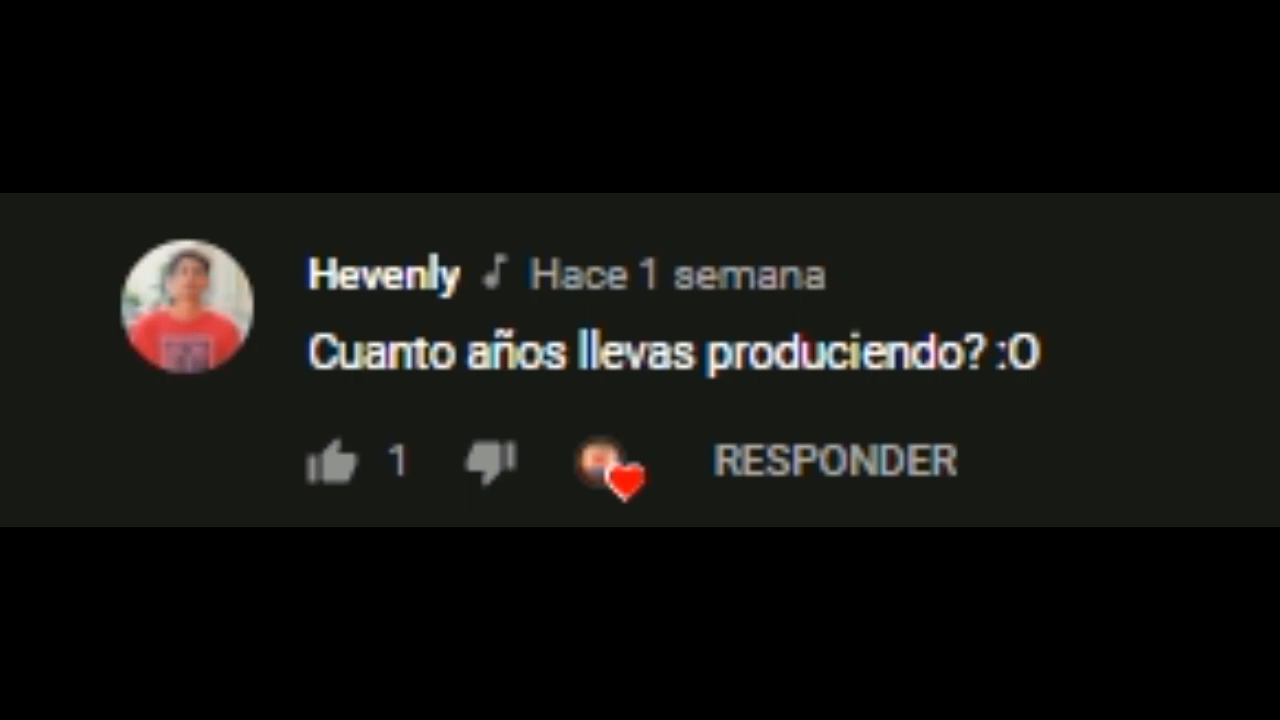 Hevenly ♪ Hace 1 semana
Cuanto años llevas produciendo? :O
1 RESPONDER